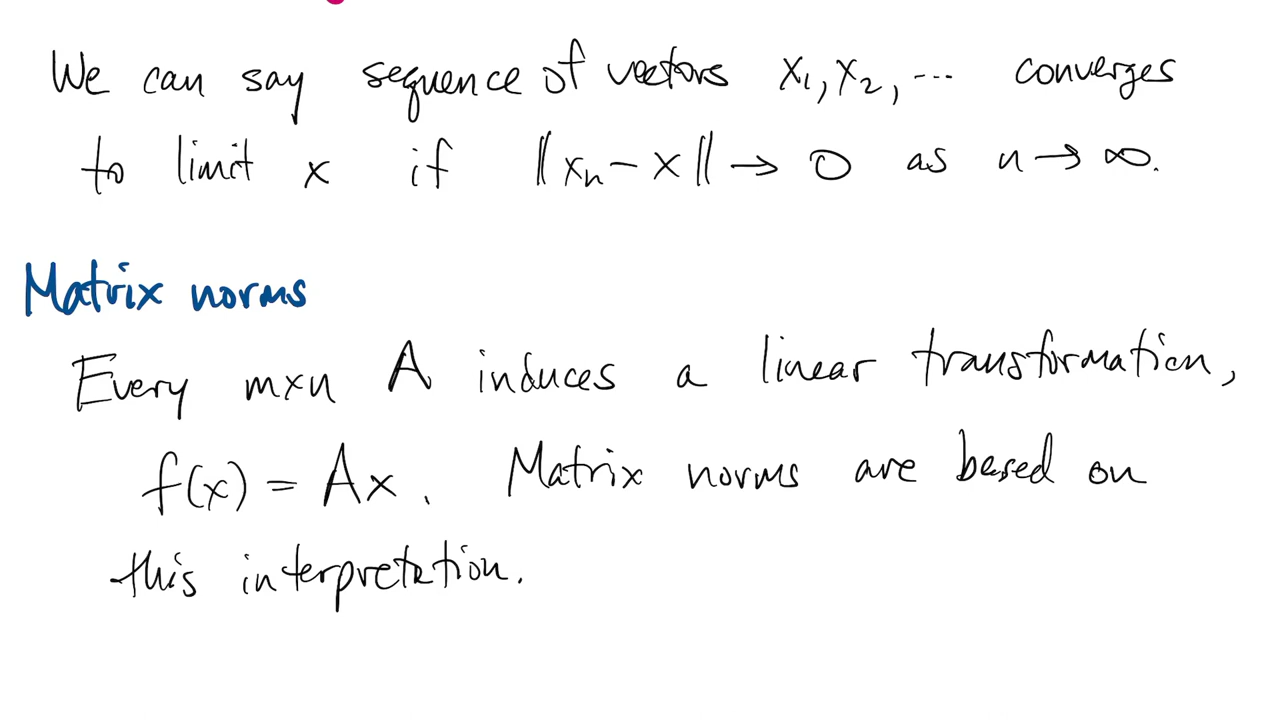 We can say sequence of vectors x₁, x₂, ... converges
to limit x if ‖xₙ - x‖ → 0 as n → ∞.
Matrix norms
Every m×n A induces a linear transformation,
f(x) = Ax. Matrix norms are based on
this interpretation.